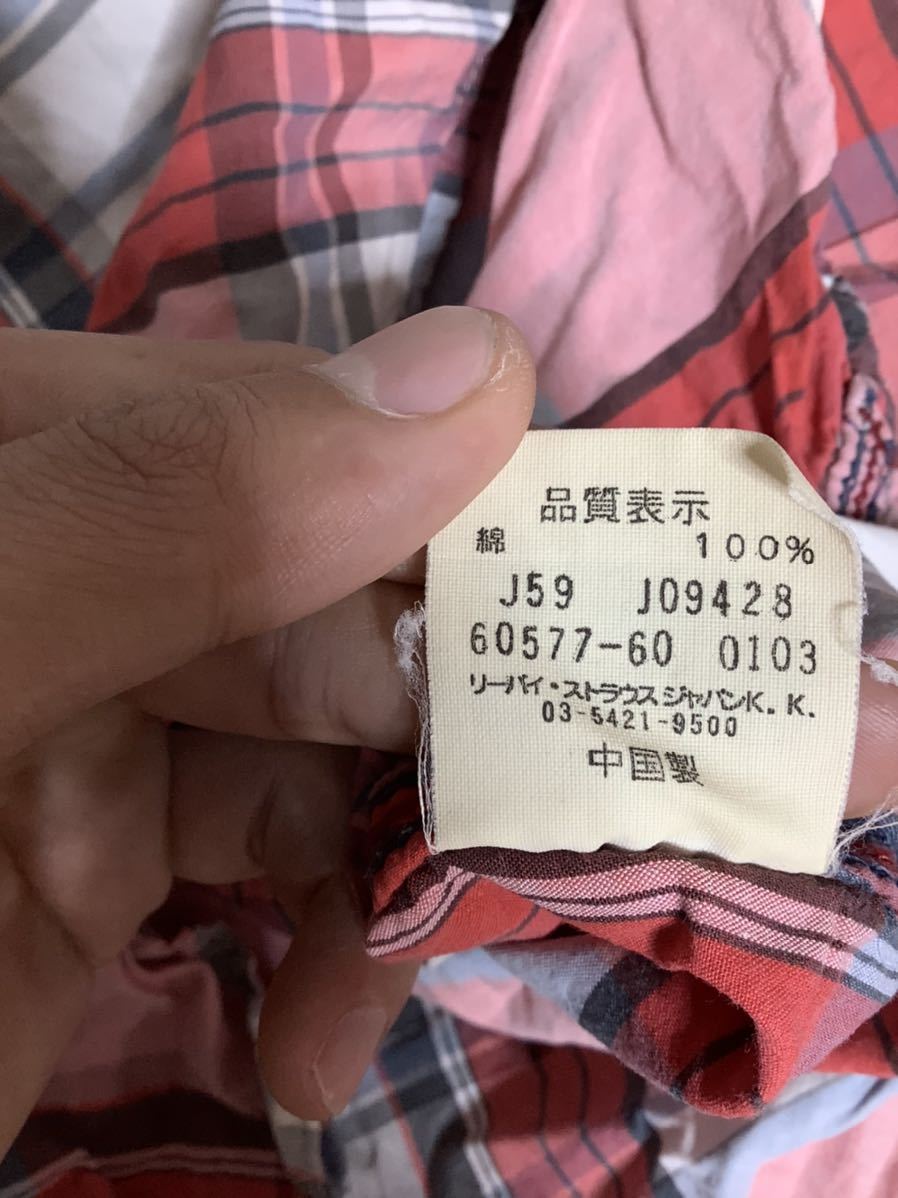 品質表示
綿 100%
J59 J09428
60577-60 0103
リーバイ・ストラウスジャパンK.K.
03-5421-9500
中国製